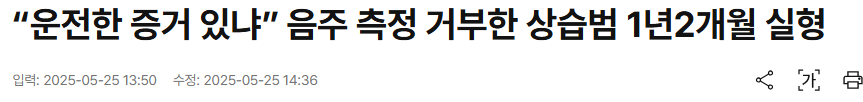 “운전한 증거 있냐” 음주 측정 거부한 상습범 1년2개월 실형
입력: 2025-05-25 13:50 수정: 2025-05-25 14:36 가